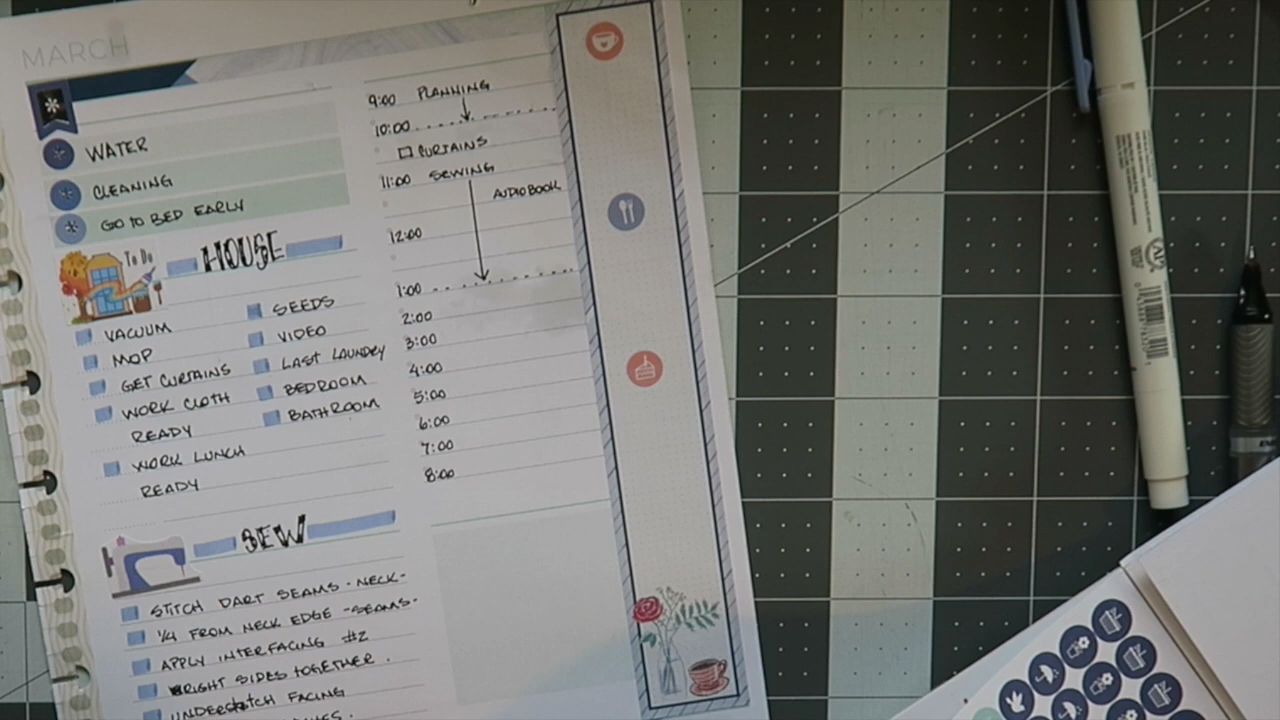 MARCH
WATER
CLEANING
GO TO BED EARLY
To Do
HOUSE
VACUUM
MOP
GET CURTAINS
WORK CLOTH
READY
WORK LUNCH
READY
SEEDS
VIDEO
LAST LAUNDRY
BEDROOM
BATHROOM
SEW
STITCH DART SEAMS - NECK-
1/4 FROM NECK EDGE -SEAMS-
APPLY INTERFACING #2
RIGHT SIDES TOGETHER.
UNDERSTITCH FACING
9:00 PLANNING
10:00
CURTAINS
11:00 SEWING
AUDIO BOOK
12:00
1:00
2:00
3:00
4:00
5:00
6:00
7:00
8:00